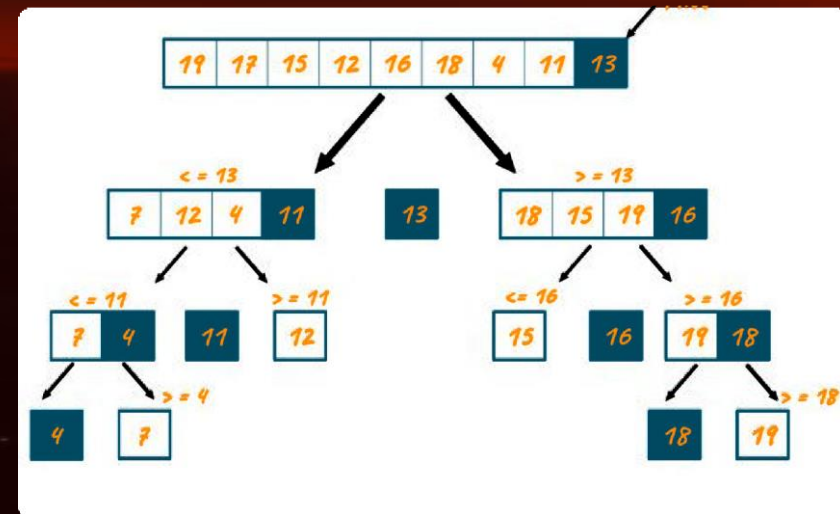 19 17 15 12 16 18 4 11 13
< = 13 > = 13
7 12 4 11 13 18 15 19 16
< = 11 > = 11 <= 16 > = 16
7 4 11 12 15 16 19 18
> = 4 > = 18
4 7 18 19